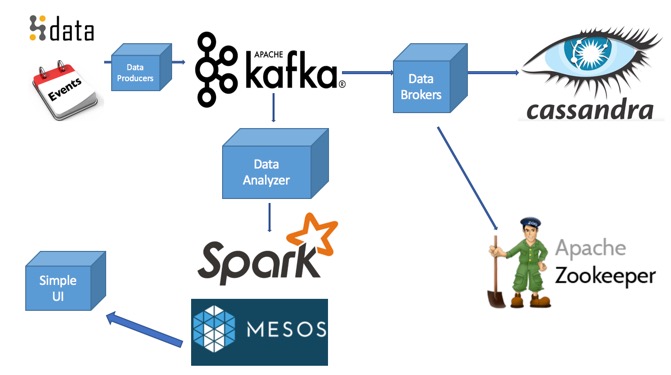 data
Events
Data
Producers
APACHE
kafka®
Data
Brokers
cassandra
Data
Analyzer
Spark
Apache
Zookeeper
Simple
UI
MESOS